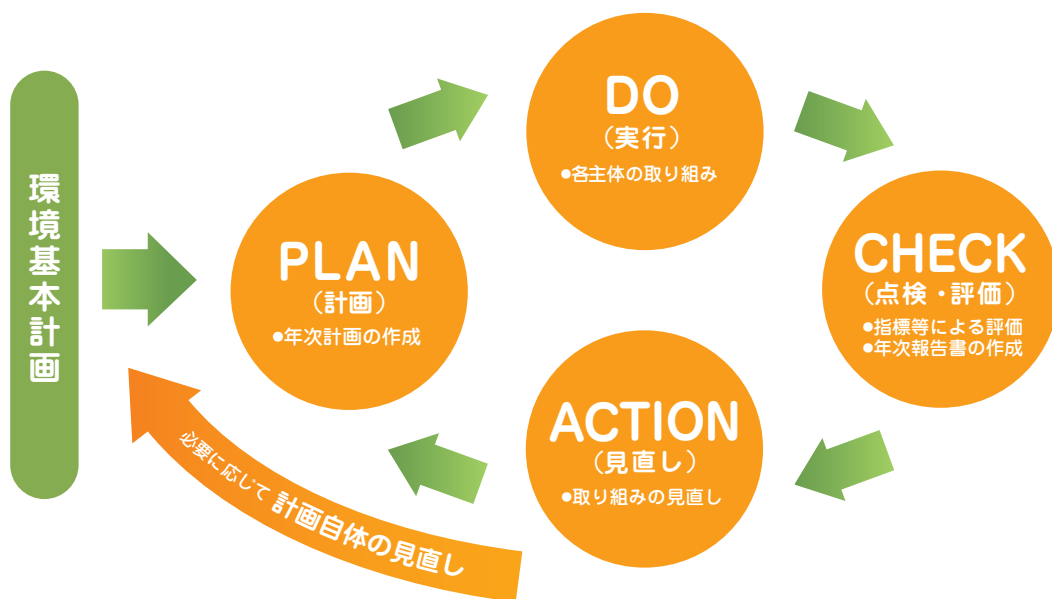 環境基本計画
PLAN
（計画）
●年次計画の作成
DO
（実行）
●各主体の取り組み
CHECK
（点検・評価）
●指標等による評価
●年次報告書の作成
ACTION
（見直し）
●取り組みの見直し
必要に応じて 計画自体の見直し